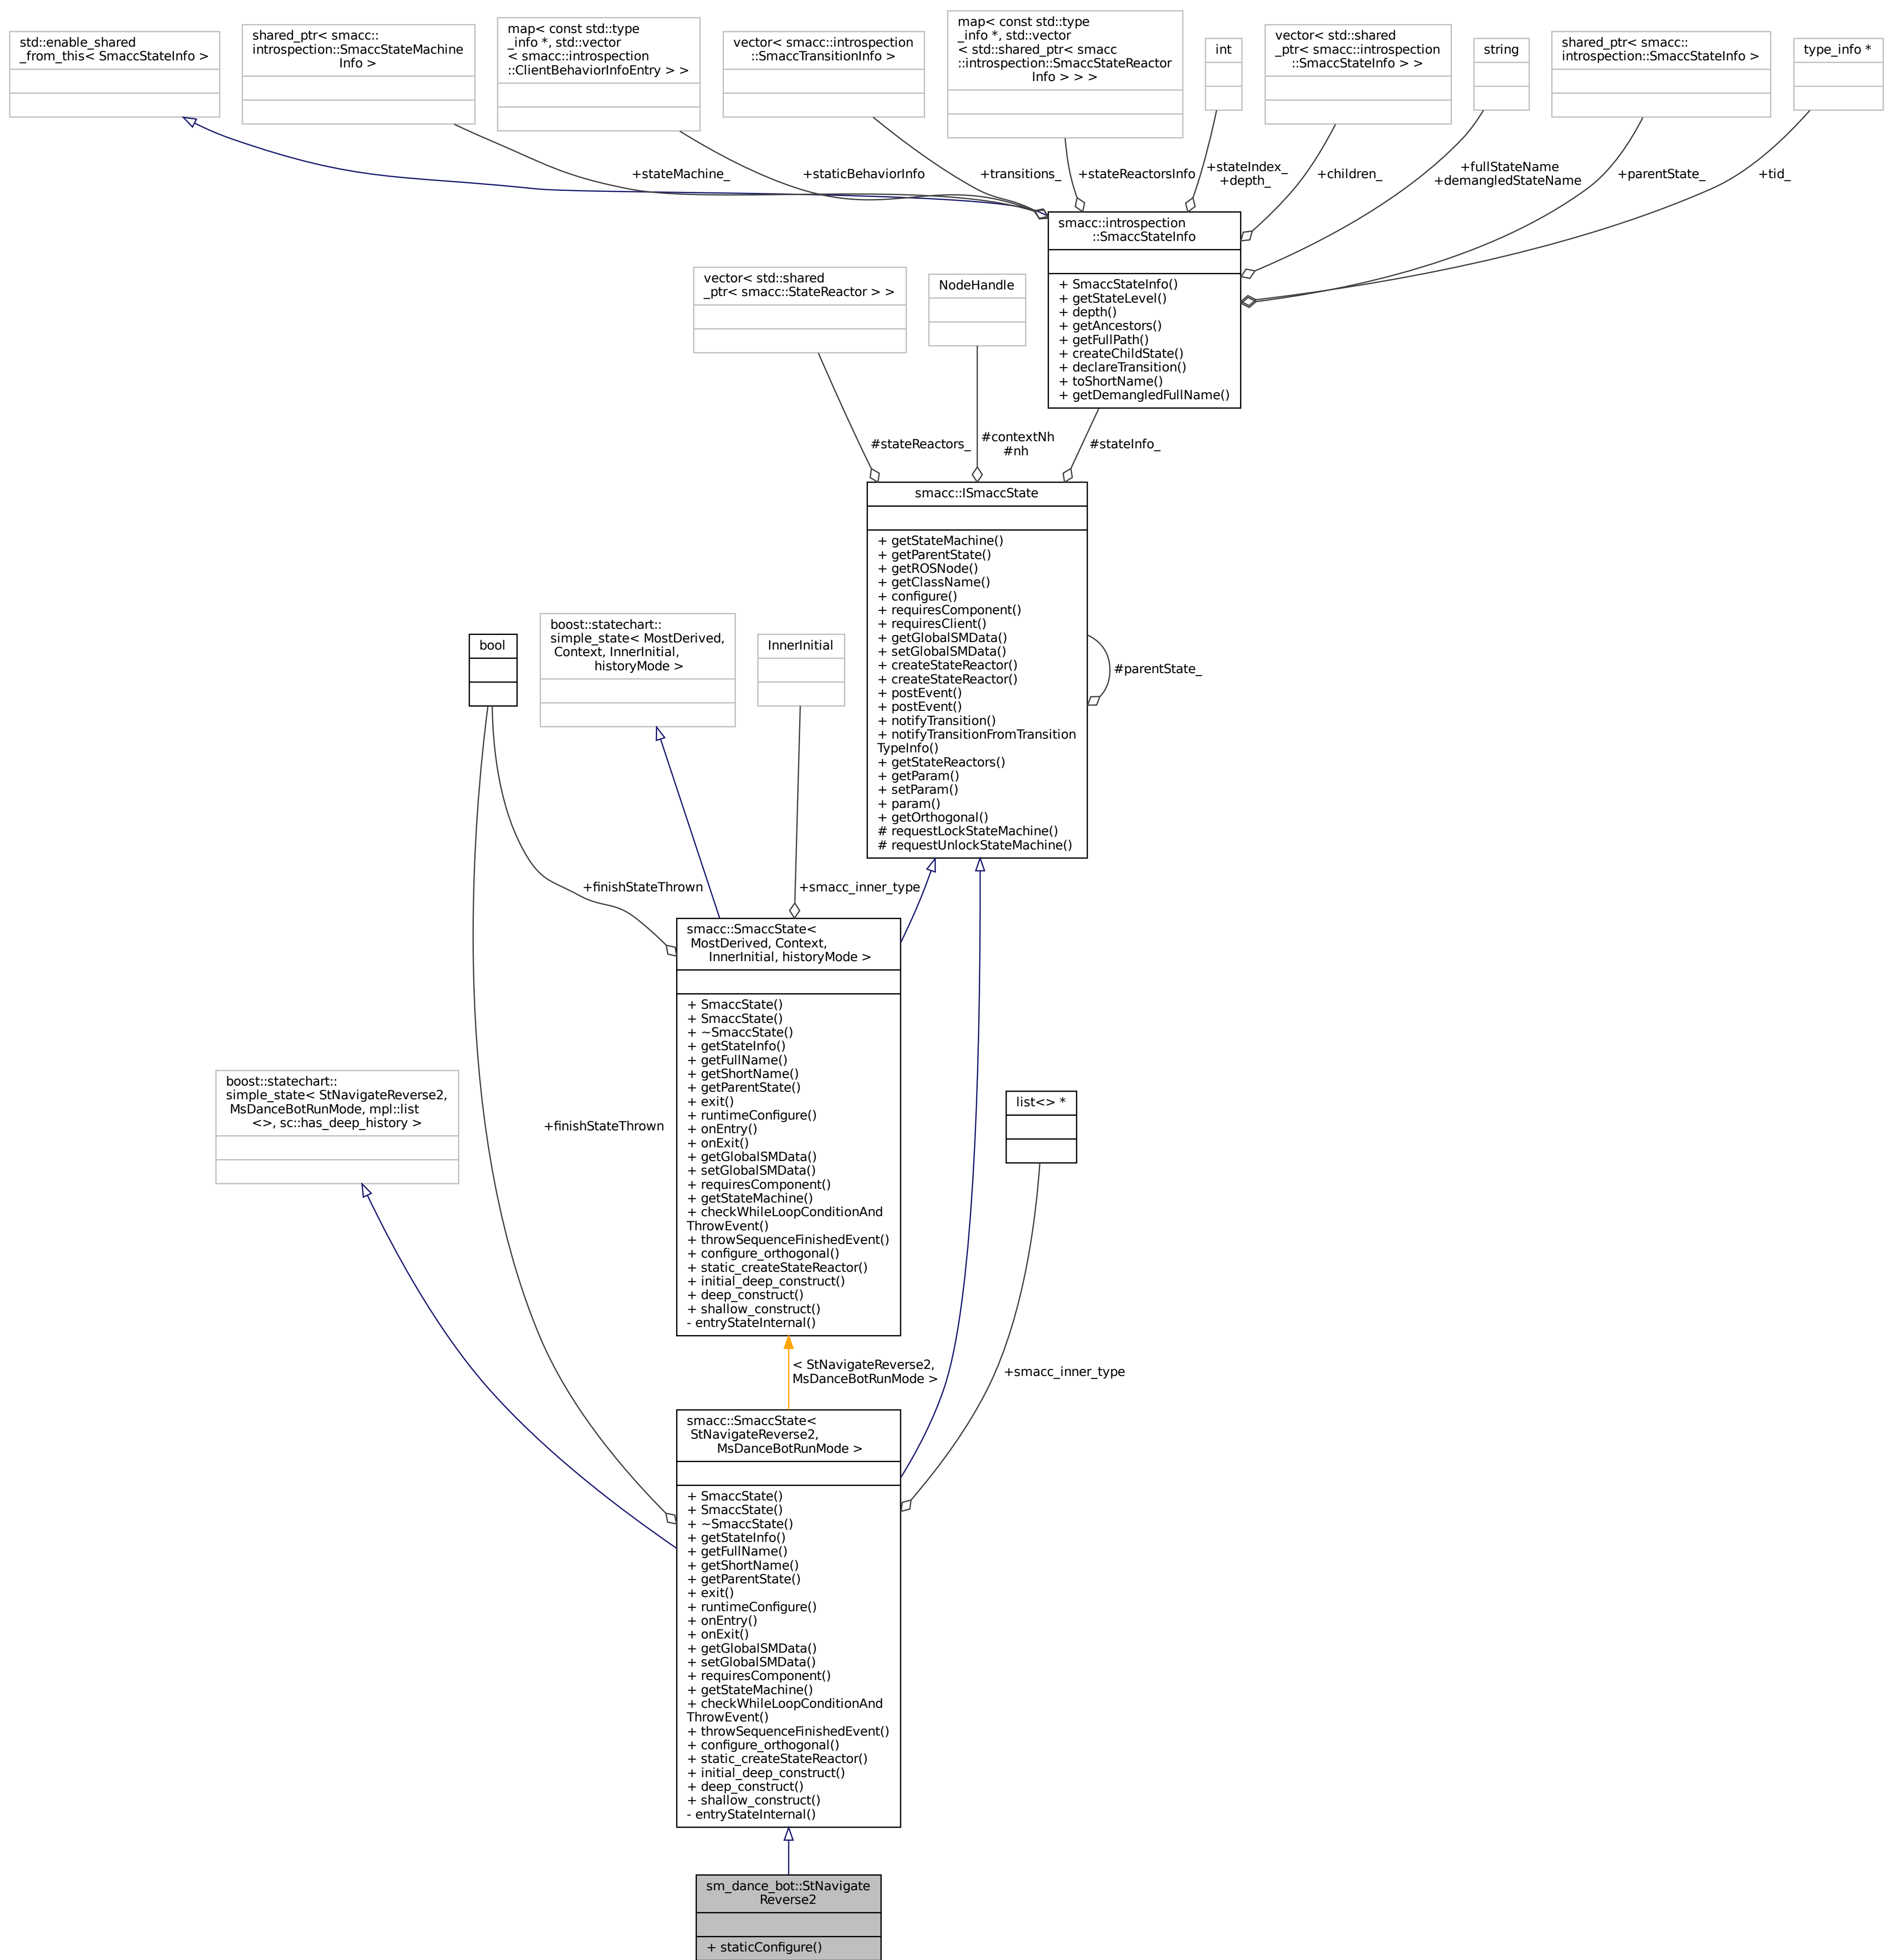 std::enable_shared
_from_this< SmaccStateInfo >
shared_ptr< smacc::
introspection::SmaccStateMachine
Info >
map< const std::type
_info *, std::vector
< smacc::introspection
::ClientBehaviorInfoEntry > >
vector< smacc::introspection
::SmaccTransitionInfo >
map< const std::type
_info *, std::vector
< std::shared_ptr< smacc
::introspection::SmaccStateReactor
Info > > >
int
vector< std::shared
_ptr< smacc::introspection
::SmaccStateInfo > >
string
shared_ptr< smacc::
introspection::SmaccStateInfo >
type_info *
+stateMachine_
+staticBehaviorInfo
+transitions_
+stateReactorsInfo
+stateIndex_
+depth_
+children_
+fullStateName
+demangledStateName
+parentState_
+tid_
smacc::introspection
::SmaccStateInfo
+ SmaccStateInfo()
+ getStateLevel()
+ depth()
+ getAncestors()
+ getFullPath()
+ createChildState()
+ declareTransition()
+ toShortName()
+ getDemangledFullName()
vector< std::shared
_ptr< smacc::StateReactor > >
NodeHandle
#stateReactors_
#contextNh
#nh
#stateInfo_
smacc::ISmaccState
+ getStateMachine()
+ getParentState()
+ getROSNode()
+ getClassName()
+ configure()
+ requiresComponent()
+ requiresClient()
+ getGlobalSMData()
+ setGlobalSMData()
+ createStateReactor()
+ createStateReactor()
+ postEvent()
+ postEvent()
+ notifyTransition()
+ notifyTransitionFromTransition
TypeInfo()
+ getStateReactors()
+ getParam()
+ setParam()
+ param()
+ getOrthogonal()
# requestLockStateMachine()
# requestUnlockStateMachine()
#parentState_
bool
boost::statechart::
simple_state< MostDerived,
Context, InnerInitial,
historyMode >
InnerInitial
+finishStateThrown
+smacc_inner_type
smacc::SmaccState<
MostDerived, Context,
InnerInitial, historyMode >
+ SmaccState()
+ SmaccState()
+ ~SmaccState()
+ getStateInfo()
+ getFullName()
+ getShortName()
+ getParentState()
+ exit()
+ runtimeConfigure()
+ onEntry()
+ onExit()
+ getGlobalSMData()
+ setGlobalSMData()
+ requiresComponent()
+ getStateMachine()
+ checkWhileLoopConditionAnd
ThrowEvent()
+ throwSequenceFinishedEvent()
+ configure_orthogonal()
+ static_createStateReactor()
+ initial_deep_construct()
+ deep_construct()
+ shallow_construct()
- entryStateInternal()
boost::statechart::
simple_state< StNavigateReverse2,
MsDanceBotRunMode, mpl::list
<>, sc::has_deep_history >
+finishStateThrown
list<> *
< StNavigateReverse2,
MsDanceBotRunMode >
+smacc_inner_type
smacc::SmaccState<
StNavigateReverse2,
MsDanceBotRunMode >
+ SmaccState()
+ SmaccState()
+ ~SmaccState()
+ getStateInfo()
+ getFullName()
+ getShortName()
+ getParentState()
+ exit()
+ runtimeConfigure()
+ onEntry()
+ onExit()
+ getGlobalSMData()
+ setGlobalSMData()
+ requiresComponent()
+ getStateMachine()
+ checkWhileLoopConditionAnd
ThrowEvent()
+ throwSequenceFinishedEvent()
+ configure_orthogonal()
+ static_createStateReactor()
+ initial_deep_construct()
+ deep_construct()
+ shallow_construct()
- entryStateInternal()
sm_dance_bot::StNavigate
Reverse2
+ staticConfigure()